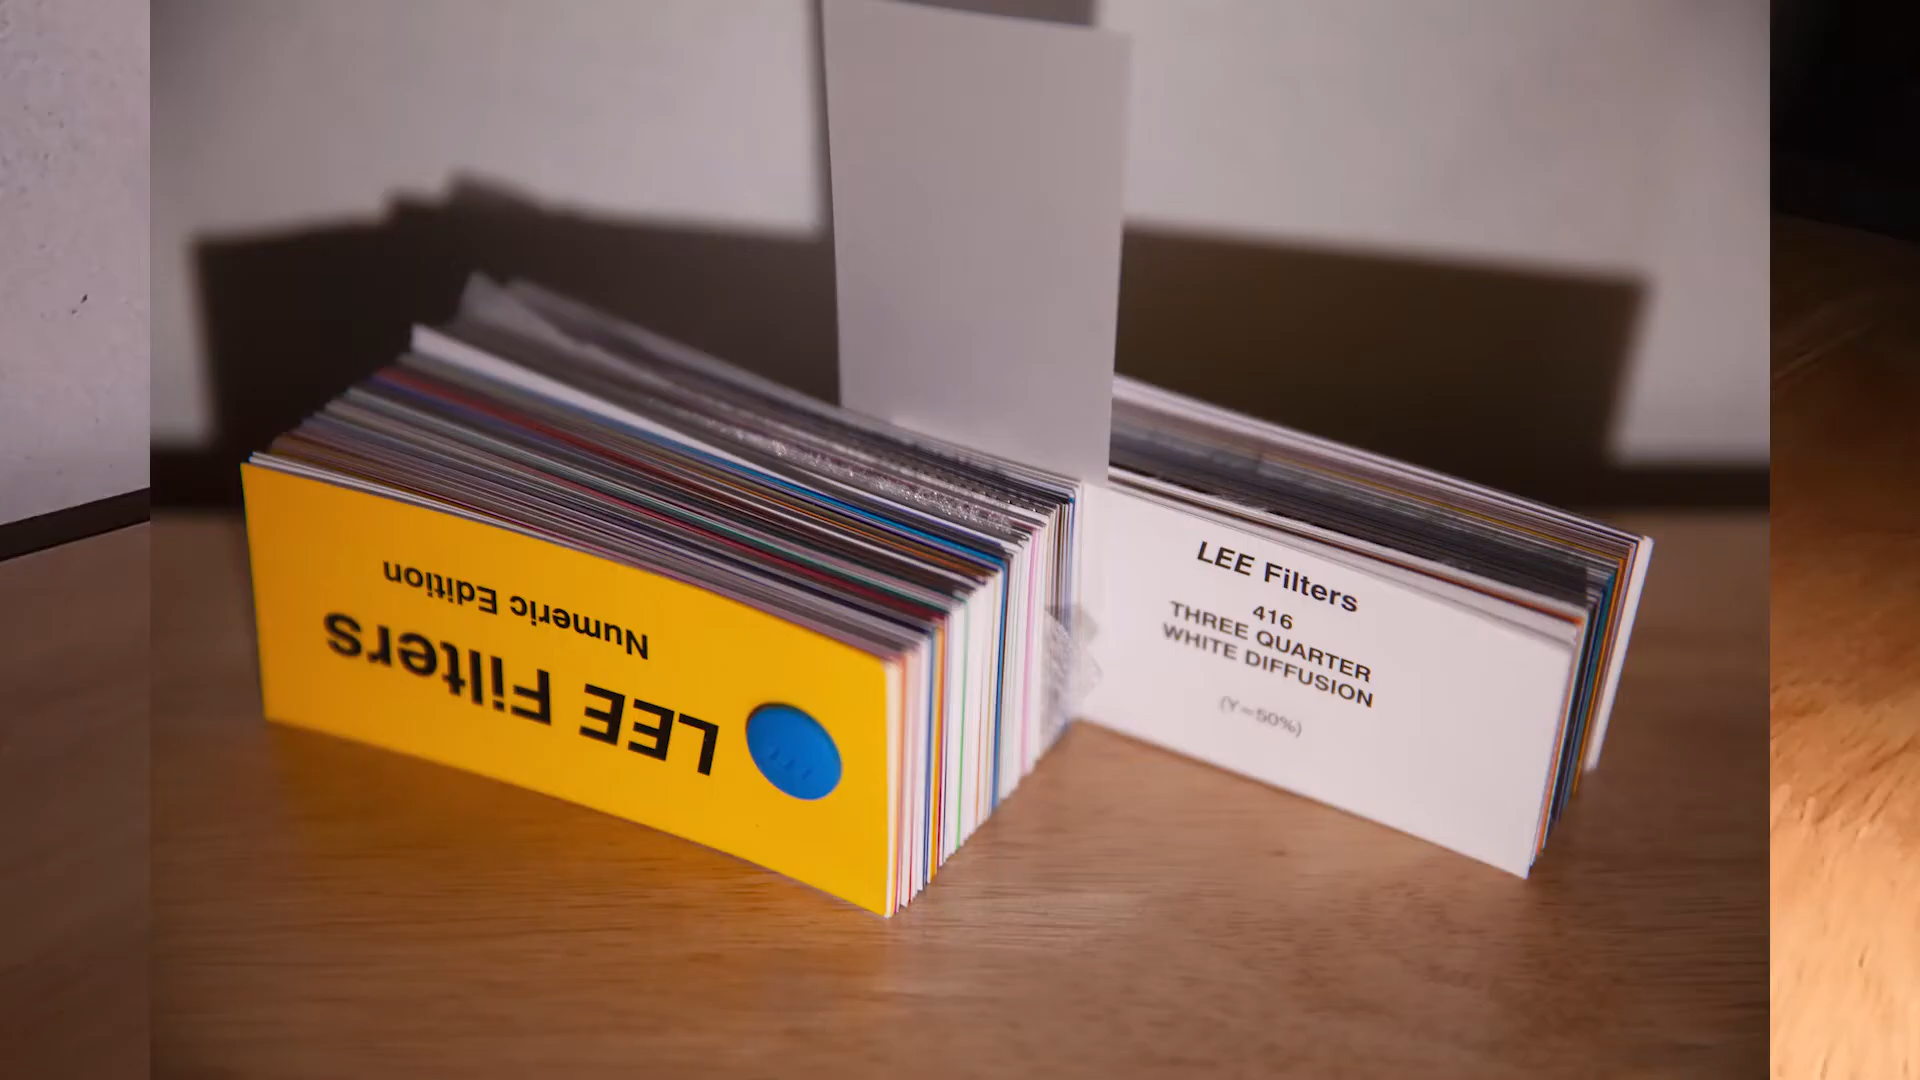 LEE Filters
Numeric Edition
LEE Filters
416
THREE QUARTER
WHITE DIFFUSION
(Y=50%)